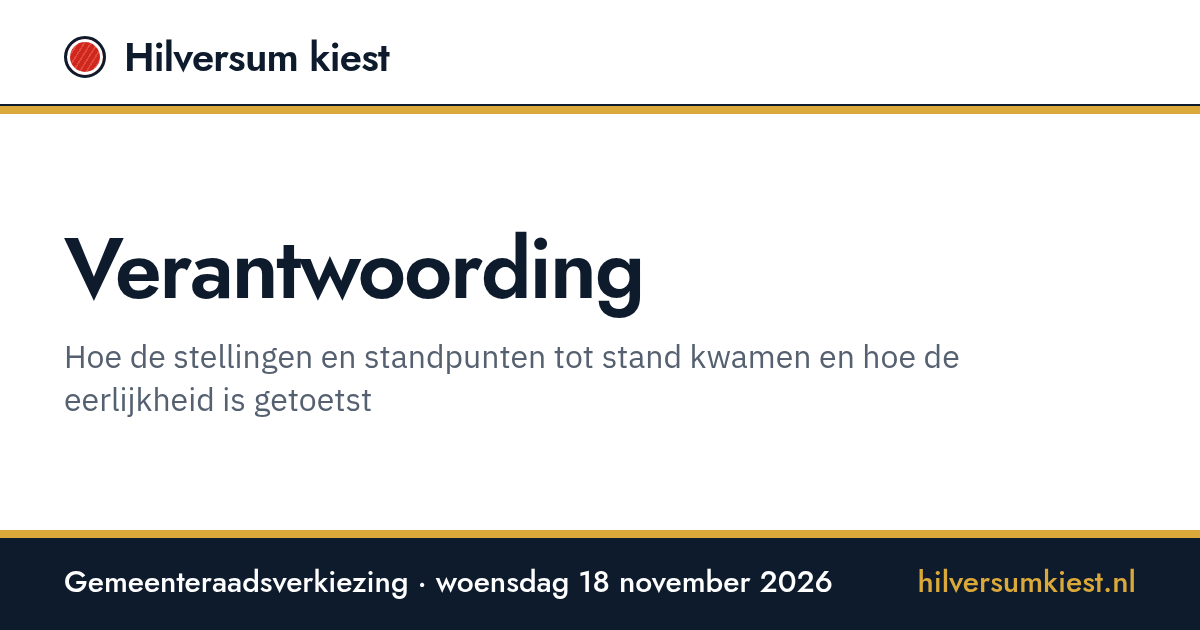 Hilversum kiest
Verantwoording
Hoe de stellingen en standpunten tot stand kwamen en hoe de
eerlijkheid is getoetst
Gemeenteraadsverkiezing · woensdag 18 november 2026
hilversumkiest.nl